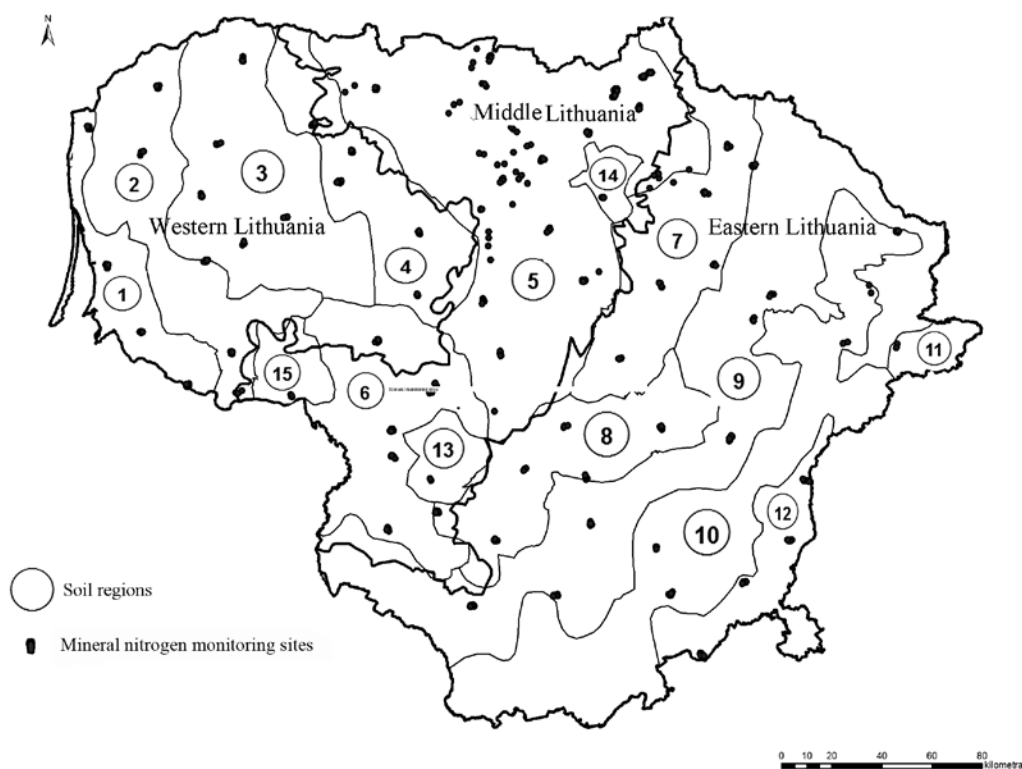 N
Middle Lithuania
14
2
3
Western Lithuania
Eastern Lithuania
7
4
5
1
11
15
6
9
8
13
12
10
Soil regions
Mineral nitrogen monitoring sites
0 20 40 60 80
kilometra